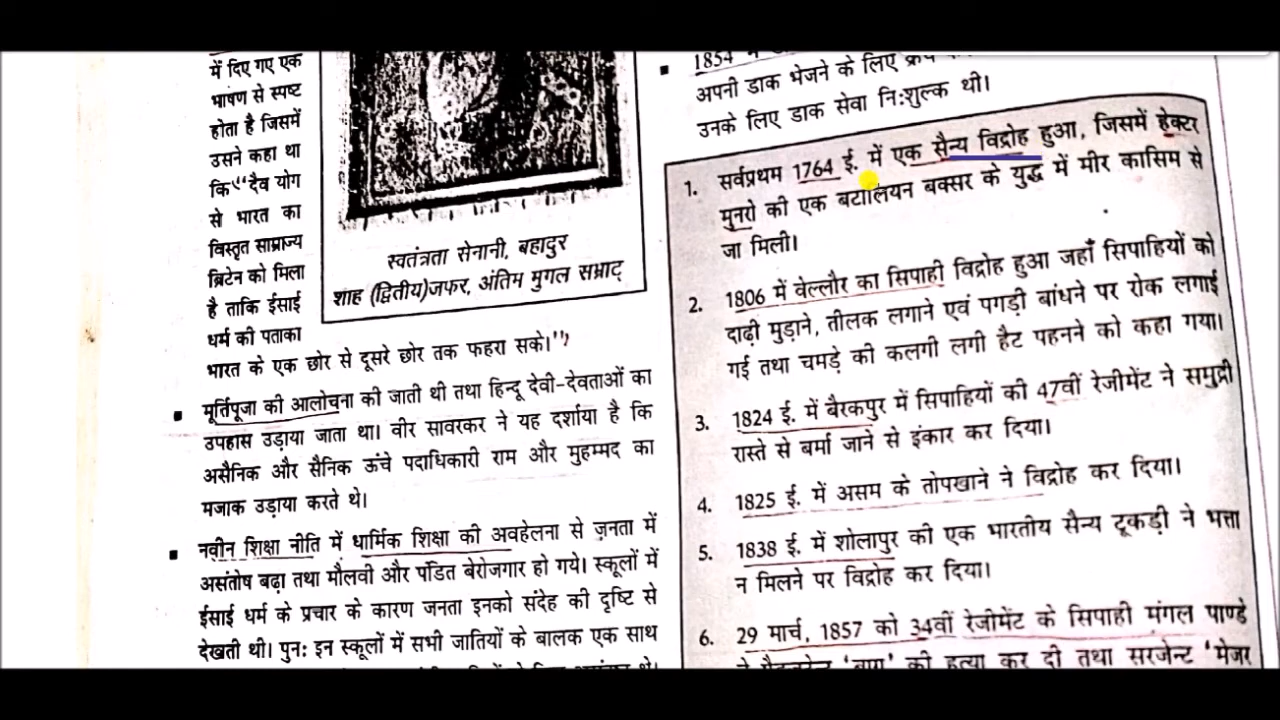 में दिए गए एक
भाषण से स्पष्ट
होता है जिसमें
उसने कहा था
कि "दैव योग
से भारत का
विस्तृत साम्राज्य
ब्रिटेन को मिला
है ताकि ईसाई
धर्म की पताका
भारत के एक छोर से दूसरे छोर तक फहरा सके।"
स्वतंत्रता सेनानी, बहादुर
शाह (द्वितीय)जफर, अंतिम मुगल सम्राट्
▪ मूर्तिपूजा की आलोचना की जाती थी तथा हिन्दू देवी-देवताओं का
उपहास उड़ाया जाता था। वीर सावरकर ने यह दर्शाया है कि
असैनिक और सैनिक ऊंचे पदाधिकारी राम और मुहम्मद का
मजाक उड़ाया करते थे।
▪ नवीन शिक्षा नीति में धार्मिक शिक्षा की अवहेलना से जनता में
असंतोष बढ़ा तथा मौलवी और पंडित बेरोजगार हो गये। स्कूलों में
ईसाई धर्म के प्रचार के कारण जनता इनको संदेह की दृष्टि से
देखती थी। पुनः इन स्कूलों में सभी जातियों के बालक एक साथ
▪ 1854
अपनी डाक भेजने के लिए
उनके लिए डाक सेवा निःशुल्क थी।
1. सर्वप्रथम 1764 ई. में एक सैन्य विद्रोह हुआ, जिसमें हेक्टर
मुनरो की एक बटालियन बक्सर के युद्ध में मीर कासिम से
जा मिली।
2. 1806 में वेल्लौर का सिपाही विद्रोह हुआ जहाँ सिपाहियों को
दाढ़ी मुड़ाने, तीलक लगाने एवं पगड़ी बांधने पर रोक लगाई
गई तथा चमड़े की कलगी लगी हैट पहनने को कहा गया।
3. 1824 ई. में बैरकपुर में सिपाहियों की 47वीं रेजीमेंट ने समुद्री
रास्ते से बर्मा जाने से इंकार कर दिया।
4. 1825 ई. में असम के तोपखाने ने विद्रोह कर दिया।
5. 1838 ई. में शोलापुर की एक भारतीय सैन्य टूकड़ी ने भत्ता
न मिलने पर विद्रोह कर दिया।
6. 29 मार्च, 1857 को 34वीं रेजीमेंट के सिपाही मंगल पाण्डे
की हत्या कर दी तथा सरजेन्ट 'मेजर